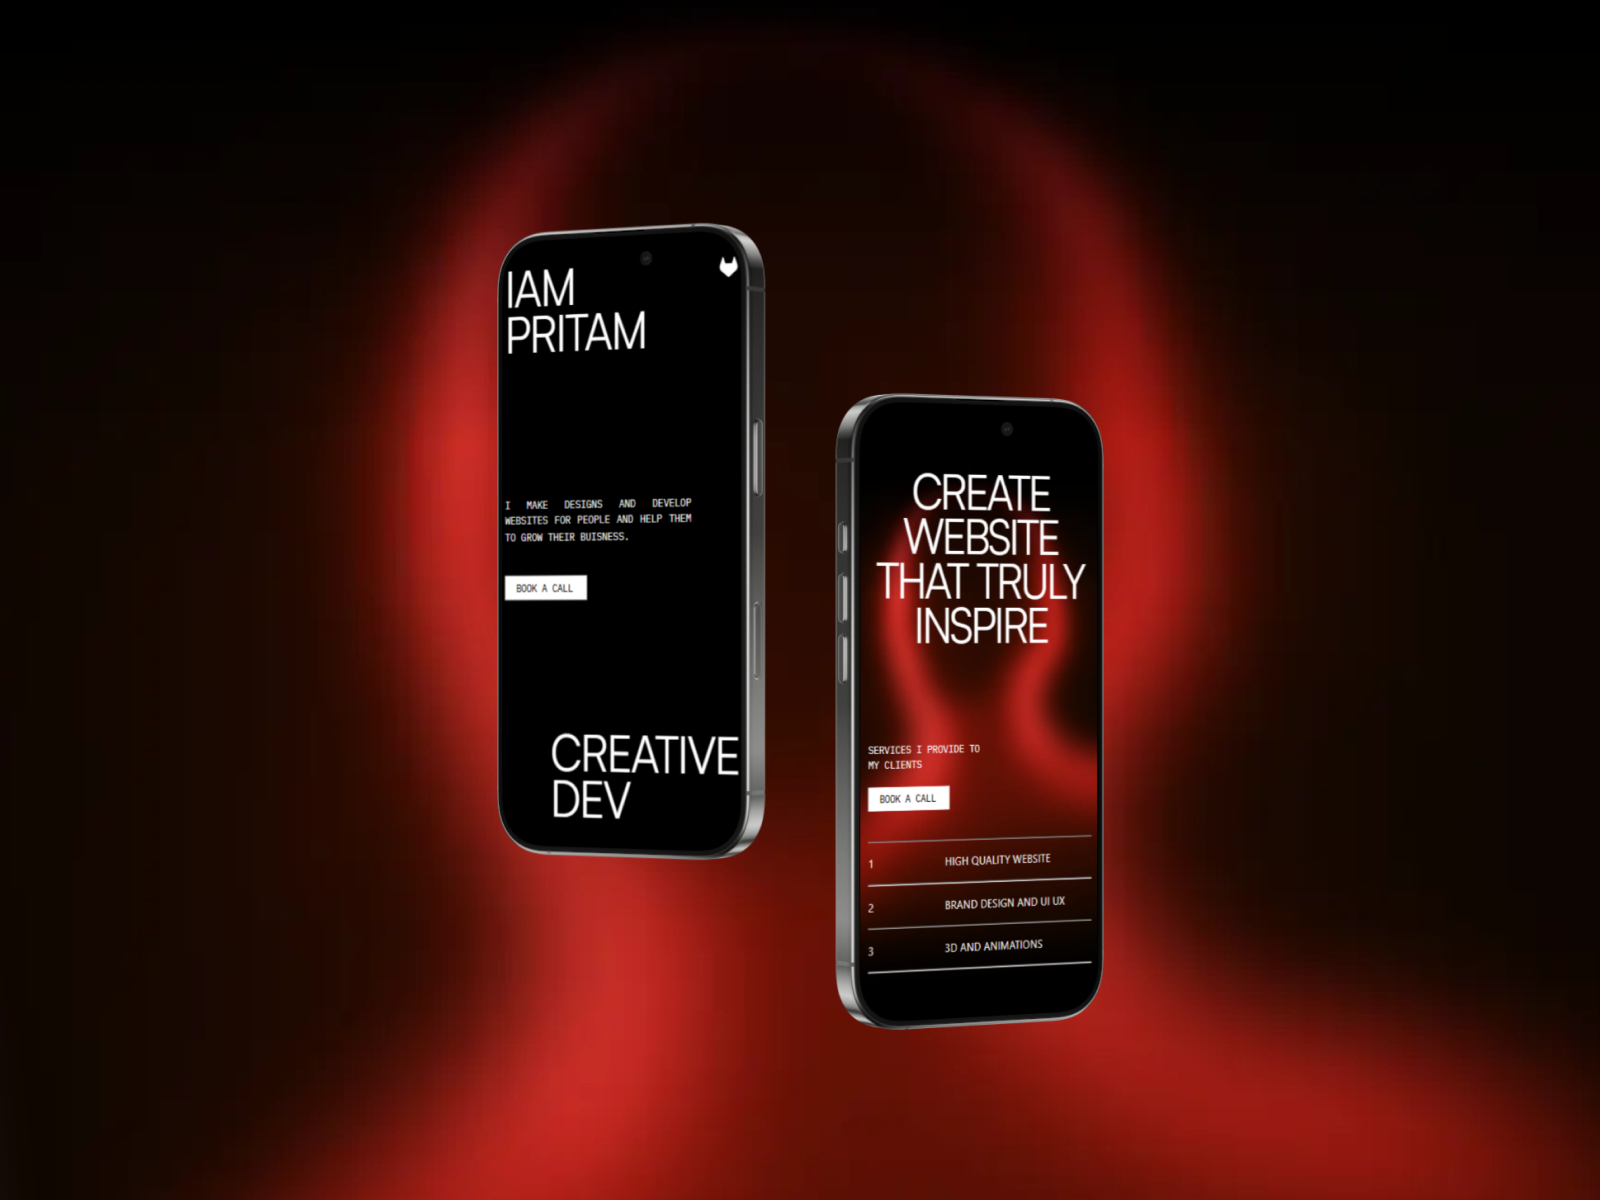 IAM
PRITAM
I MAKE DESIGNS AND DEVELOP
WEBSITES FOR PEOPLE AND HELP THEM
TO GROW THEIR BUISNESS.
BOOK A CALL
CREATIVE
DEV
CREATE
WEBSITE
THAT TRULY
INSPIRE
SERVICES I PROVIDE TO
MY CLIENTS
BOOK A CALL
1 HIGH QUALITY WEBSITE
2 BRAND DESIGN AND UI UX
3 3D AND ANIMATIONS